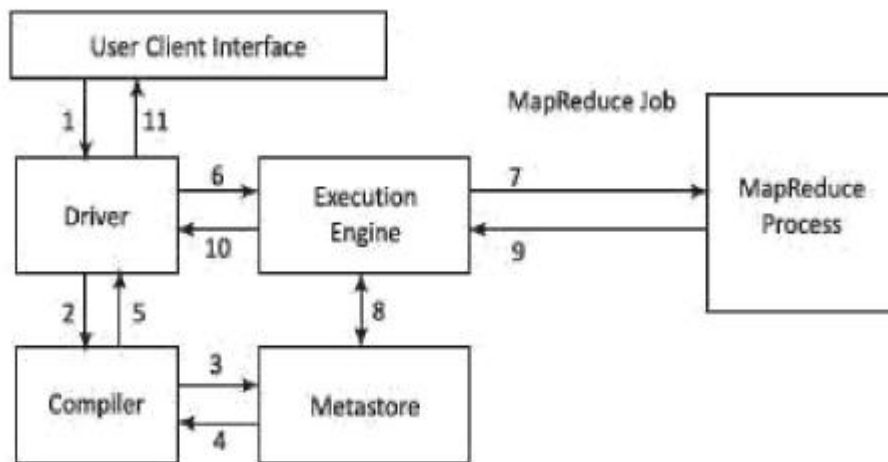 User Client Interface
MapReduce Job
1
11
6
7
Driver
Execution
Engine
MapReduce
Process
10
9
2
5
8
3
Compiler
Metastore
4